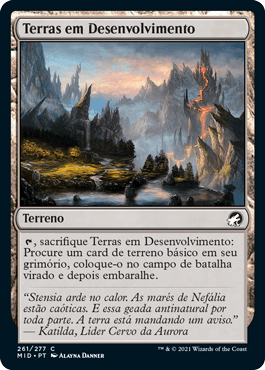 Terras em Desenvolvimento
Terreno
, sacrifique Terras em Desenvolvimento:
Procure um card de terreno básico em seu
grimório, coloque-o no campo de batalha
virado e depois embaralhe.
“Stensia arde no calor. As marés de Nefália
estão caóticas. E essa geada antinatural por
toda parte. A terra está mandando um aviso.”
— Katilda, Líder Cervo da Aurora
261/277 C
MID • PT ALAYNA DANNER
™ & © 2021 Wizards of the Coast